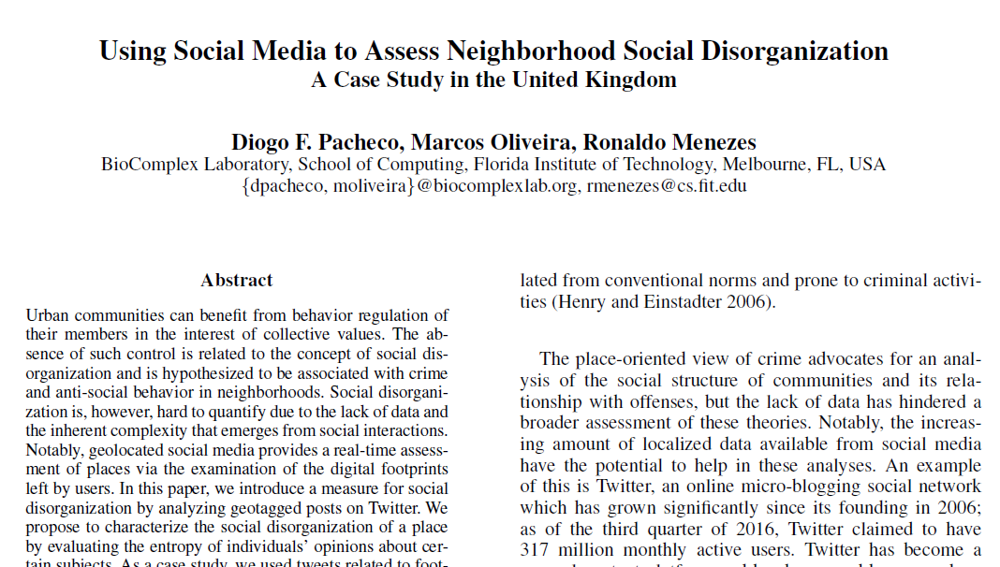 Using Social Media to Assess Neighborhood Social Disorganization
A Case Study in the United Kingdom
Diogo F. Pacheco, Marcos Oliveira, Ronaldo Menezes
BioComplex Laboratory, School of Computing, Florida Institute of Technology, Melbourne, FL, USA
{dpacheco, moliveira}@biocomplexlab.org, rmenezes@cs.fit.edu
Abstract
Urban communities can benefit from behavior regulation of
their members in the interest of collective values. The ab-
sence of such control is related to the concept of social dis-
organization and is hypothesized to be associated with crime
and anti-social behavior in neighborhoods. Social disorgani-
zation is, however, hard to quantify due to the lack of data and
the inherent complexity that emerges from social interactions.
Notably, geolocated social media provides a real-time assess-
ment of places via the examination of the digital footprints
left by users. In this paper, we introduce a measure for social
disorganization by analyzing geotagged posts on Twitter. We
propose to characterize the social disorganization of a place
by evaluating the entropy of individuals' opinions about cer-
tain subjects. As a case study, we used tweets related to foot-
lated from conventional norms and prone to criminal activi-
ties (Henry and Einstadter 2006).
The place-oriented view of crime advocates for an anal-
ysis of the social structure of communities and its rela-
tionship with offenses, but the lack of data has hindered a
broader assessment of these theories. Notably, the increas-
ing amount of localized data available from social media
have the potential to help in these analyses. An example
of this is Twitter, an online micro-blogging social network
which has grown significantly since its founding in 2006;
as of the third quarter of 2016, Twitter claimed to have
317 million monthly active users. Twitter has become a